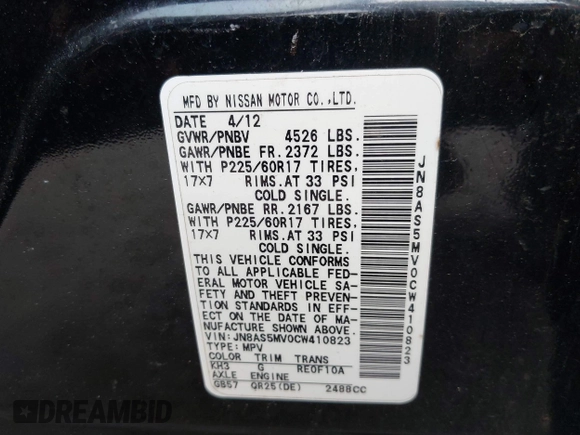 MFD BY NISSAN MOTOR CO.,LTD.
DATE 4/12
GVWR/PNBV 4526 LBS.
GAWR/PNBE FR. 2372 LBS.
WITH P225/60R17 TIRES,
17×7 RIMS.AT 33 PSI
COLD SINGLE.
GAWR/PNBE RR. 2167 LBS.
WITH P225/60R17 TIRES,
17×7 RIMS.AT 33 PSI
COLD SINGLE.
THIS VEHICLE CONFORMS
TO ALL APPLICABLE FED-
ERAL MOTOR VEHICLE SA-
FETY AND THEFT PREVEN-
TION STANDARDS IN EFF-
ECT ON THE DATE OF MA-
NUFACTURE SHOWN ABOVE.
VIN: JN8AS5MV0CW410823
TYPE: MPV
COLOR TRIM TRANS
KH3 G RE0F10A
AXLE ENGINE
GB57 QR25(DE) 2488CC
JN8AS5MV0CW410823
DREAMBID